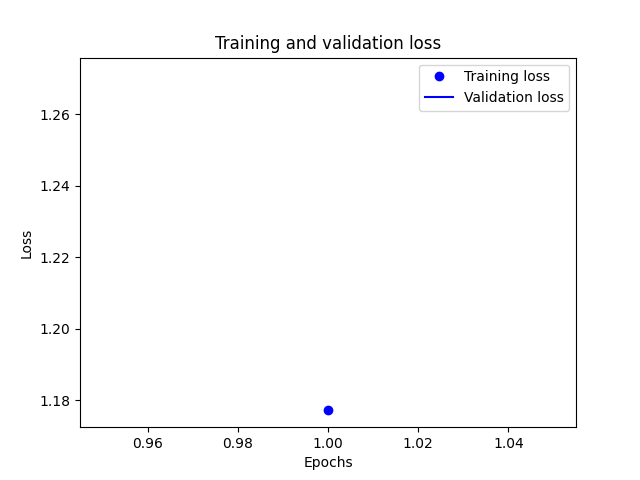 Training and validation loss
Training loss
Validation loss
1.26
1.24
1.22
1.20
1.18
Loss
0.96 0.98 1.00 1.02 1.04
Epochs